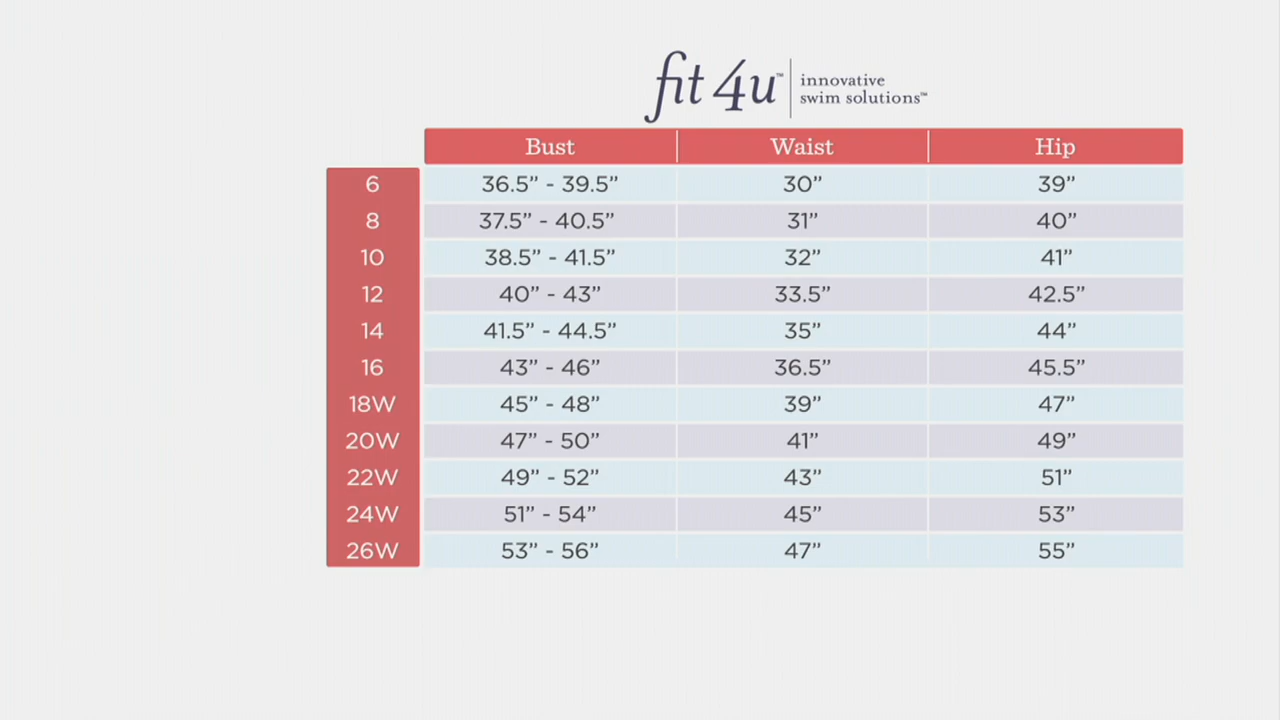 fit 4u™ innovative
swim solutions™
Bust Waist Hip
6 36.5” - 39.5” 30” 39”
8 37.5” - 40.5” 31” 40”
10 38.5” - 41.5” 32” 41”
12 40” - 43” 33.5” 42.5”
14 41.5” - 44.5” 35” 44”
16 43” - 46” 36.5” 45.5”
18W 45” - 48” 39” 47”
20W 47” - 50” 41” 49”
22W 49” - 52” 43” 51”
24W 51” - 54” 45” 53”
26W 53” - 56” 47” 55”